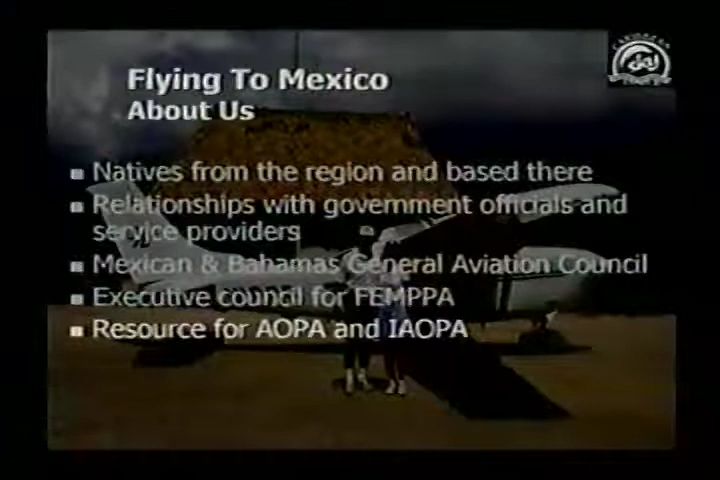 Flying To Mexico
About Us
Natives from the region and based there
Relationships with government officials and
service providers
Mexican & Bahamas General Aviation Council
Executive council for FEMPPA
Resource for AOPA and IAOPA